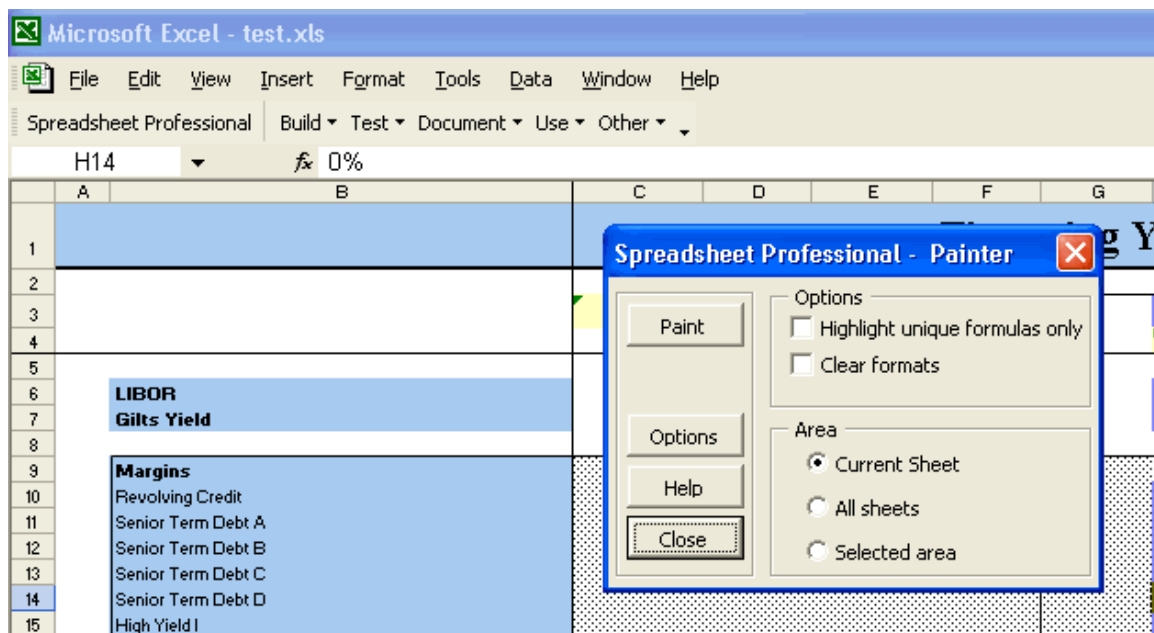 Microsoft Excel - test.xls
File Edit View Insert Format Tools Data Window Help
Spreadsheet Professional Build Test Document Use Other
H14 fx 0%
A B C D E F G
1
g Y
2
3
4
5
6 LIBOR
7 Gilts Yield
8
9 Margins
10 Revolving Credit
11 Senior Term Debt A
12 Senior Term Debt B
13 Senior Term Debt C
14 Senior Term Debt D
15 High Yield I
Spreadsheet Professional - Painter
Paint
Options
Help
Close
Options
Highlight unique formulas only
Clear formats
Area
Current Sheet
All sheets
Selected area